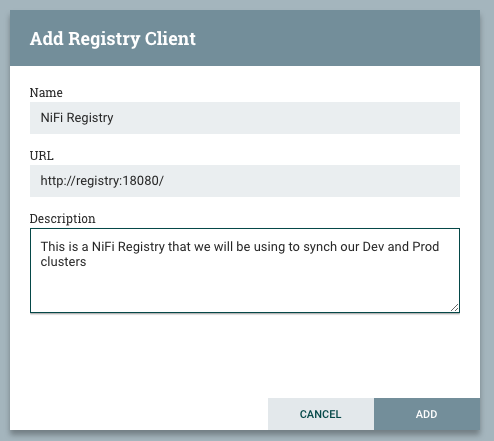 Add Registry Client
Name
NiFi Registry
URL
http://registry:18080/
Description
This is a NiFi Registry that we will be using to synch our Dev and Prod
clusters
CANCEL
ADD